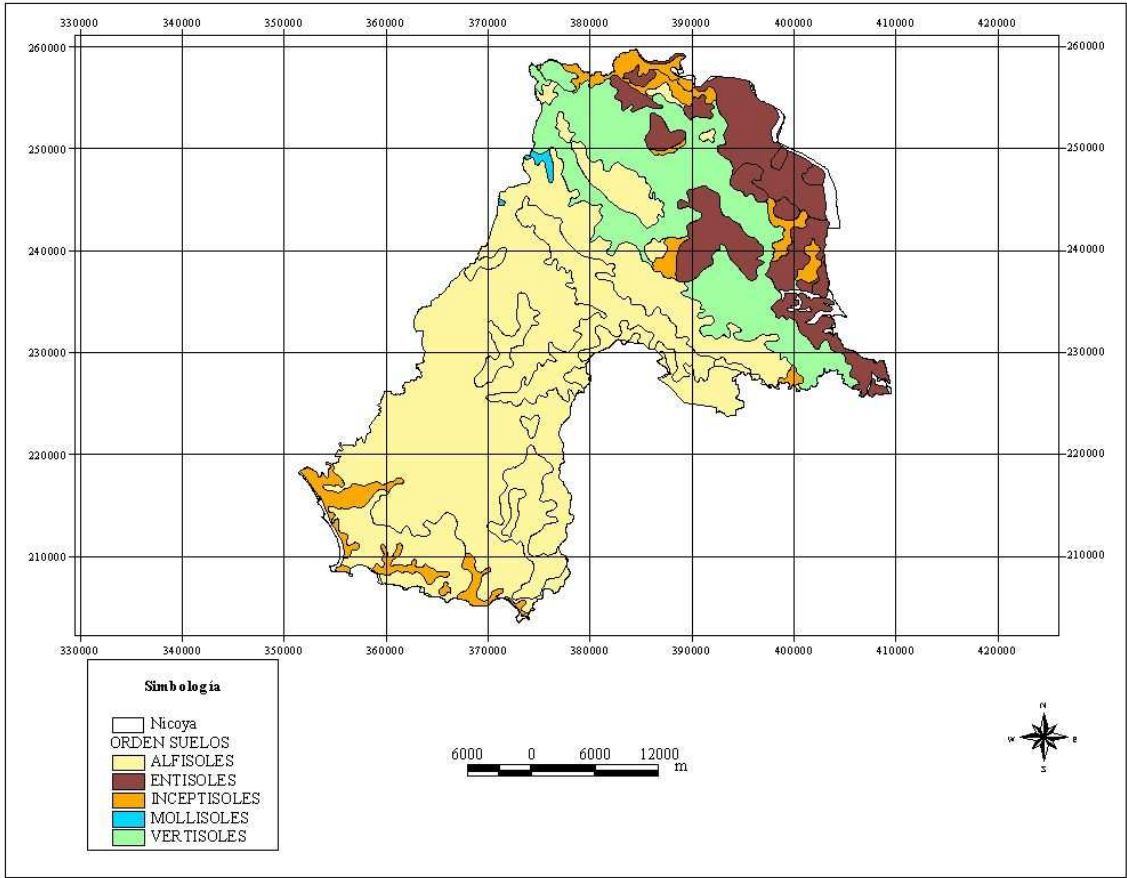 330000 340000 350000 360000 370000 380000 390000 400000 410000 420000
260000 260000
250000 250000
240000 240000
230000 230000
220000 220000
210000 210000
330000 340000 350000 360000 370000 380000 390000 400000 410000 420000
Simbología
Nicoya
ORDEN SUELOS
ALFISOLES
ENTISOLES
INCEPTISOLES
MOLLISOLES
VERTISOLES
6000 0 6000 12000 m
N
W E
S